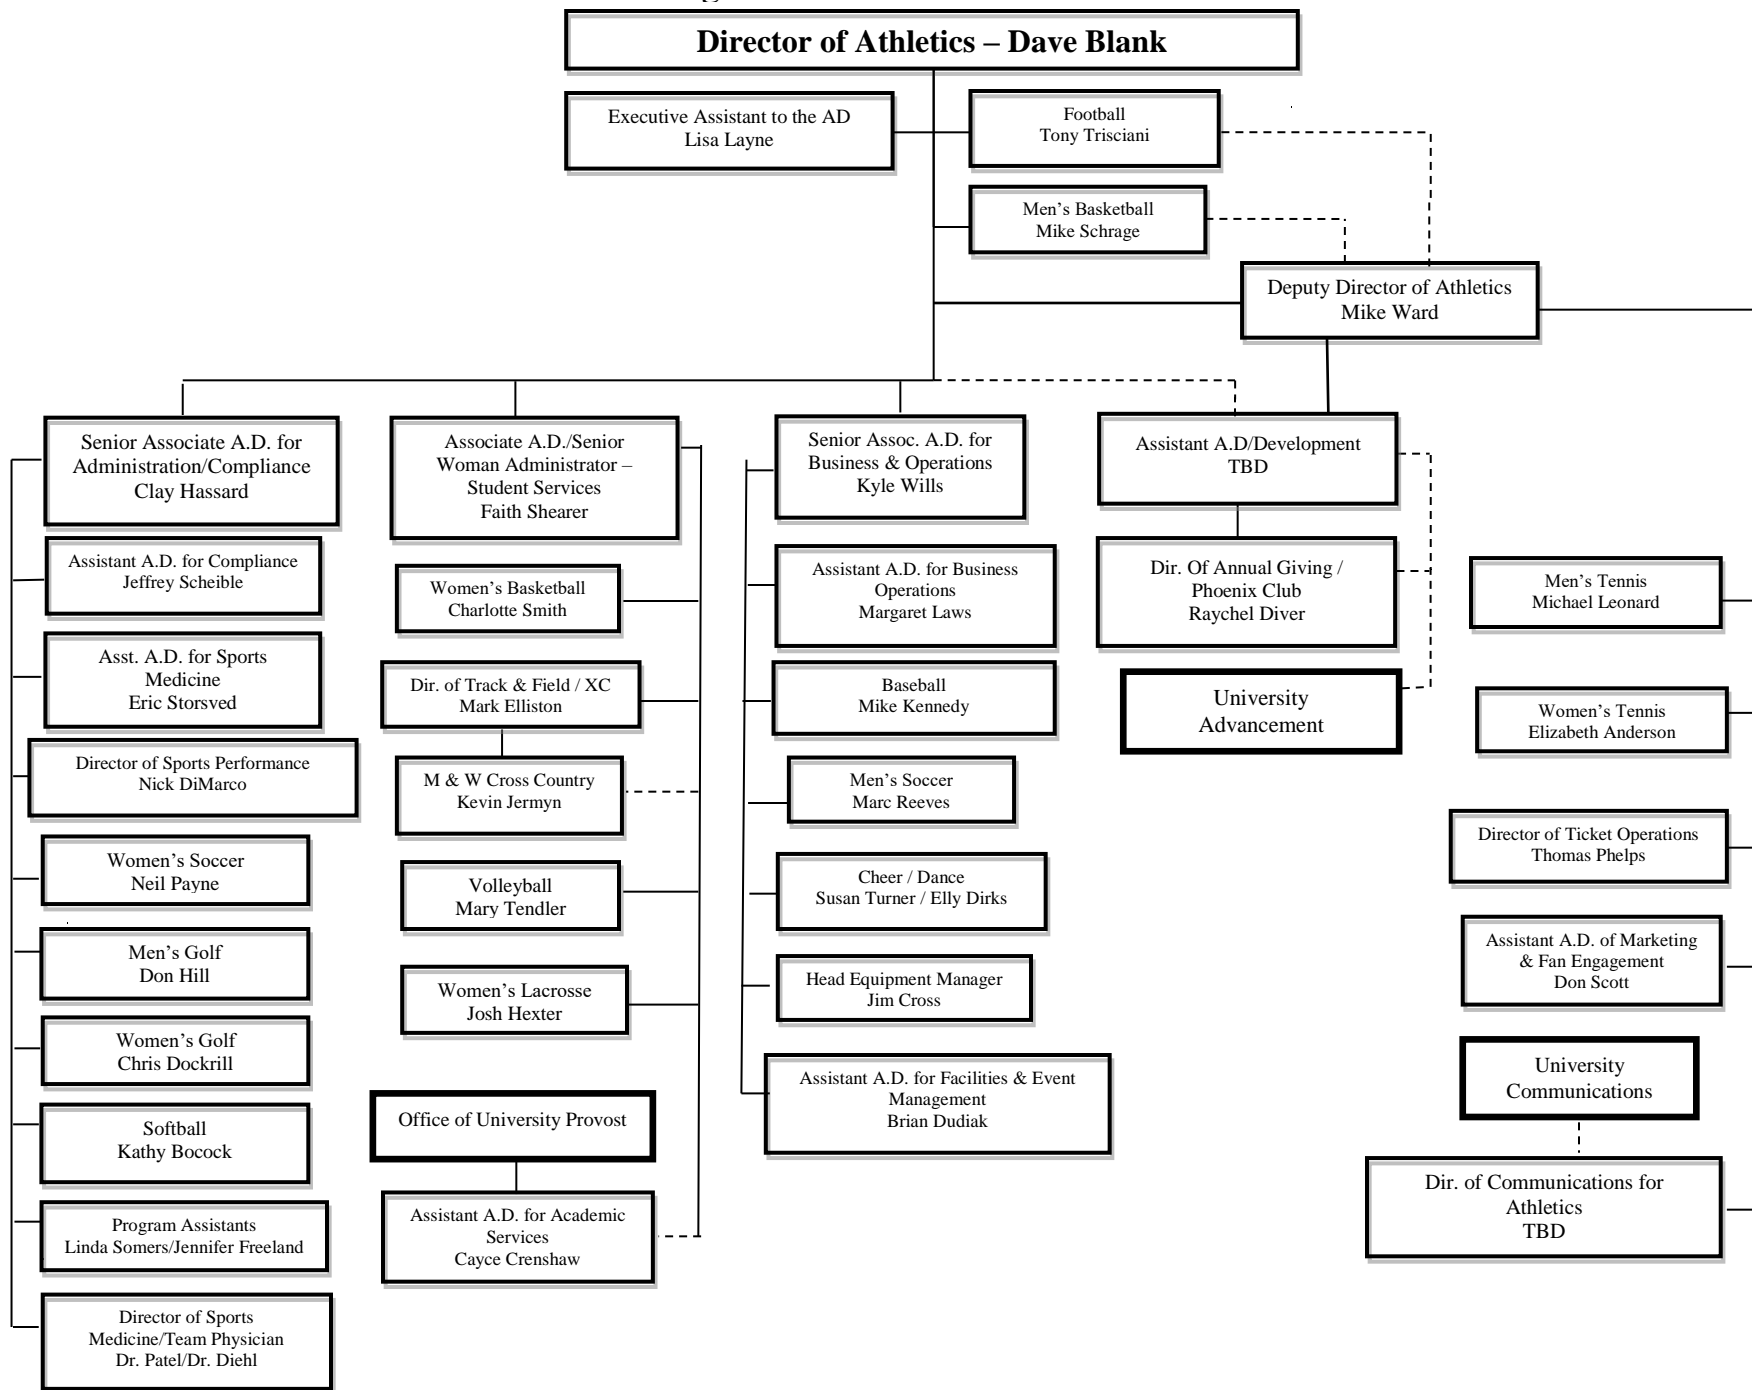 Director of Athletics – Dave Blank
Executive Assistant to the AD
Lisa Layne
Football
Tony Trisciani
Men's Basketball
Mike Schrage
Deputy Director of Athletics
Mike Ward
Senior Associate A.D. for
Administration/Compliance
Clay Hassard
Assistant A.D. for Compliance
Jeffrey Scheible
Asst. A.D. for Sports
Medicine
Eric Storsved
Director of Sports Performance
Nick DiMarco
Women's Soccer
Neil Payne
Men's Golf
Don Hill
Women's Golf
Chris Dockrill
Softball
Kathy Bocock
Program Assistants
Linda Somers/Jennifer Freeland
Director of Sports
Medicine/Team Physician
Dr. Patel/Dr. Diehl
Associate A.D./Senior
Woman Administrator –
Student Services
Faith Shearer
Women's Basketball
Charlotte Smith
Dir. of Track & Field / XC
Mark Elliston
M & W Cross Country
Kevin Jermyn
Volleyball
Mary Tendler
Women's Lacrosse
Josh Hexter
Office of University Provost
Assistant A.D. for Academic
Services
Cayce Crenshaw
Senior Assoc. A.D. for
Business & Operations
Kyle Wills
Assistant A.D. for Business
Operations
Margaret Laws
Baseball
Mike Kennedy
Men's Soccer
Marc Reeves
Cheer / Dance
Susan Turner / Elly Dirks
Head Equipment Manager
Jim Cross
Assistant A.D. for Facilities & Event
Management
Brian Dudiak
Assistant A.D/Development
TBD
Dir. Of Annual Giving /
Phoenix Club
Raychel Diver
University
Advancement
Men's Tennis
Michael Leonard
Women's Tennis
Elizabeth Anderson
Director of Ticket Operations
Thomas Phelps
Assistant A.D. of Marketing
& Fan Engagement
Don Scott
University
Communications
Dir. of Communications for
Athletics
TBD